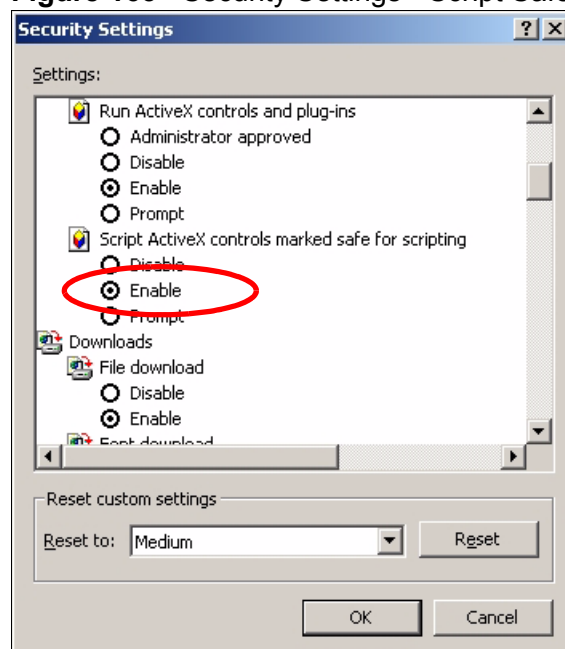 Security Settings
Settings:
Run ActiveX controls and plug-ins
Administrator approved
Disable
Enable
Prompt
Script ActiveX controls marked safe for scripting
Disable
Enable
Prompt
Downloads
File download
Disable
Enable
Font download
Reset custom settings
Reset to: Medium Reset
OK Cancel